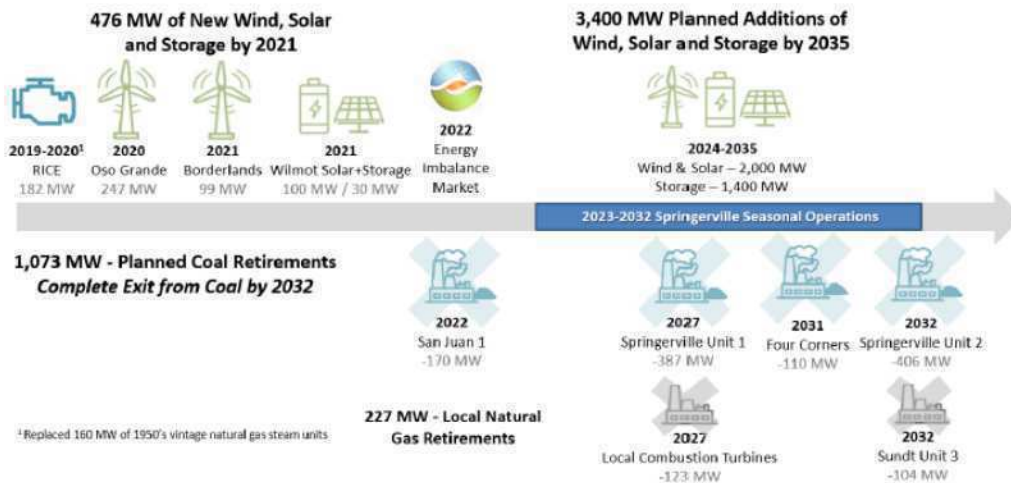 476 MW of New Wind, Solar
and Storage by 2021
3,400 MW Planned Additions of
Wind, Solar and Storage by 2035
2019-2020¹
RICE
182 MW
2020
Oso Grande
247 MW
2021
Borderlands
99 MW
2021
Wilmot Solar+Storage
100 MW / 30 MW
2022
Energy
Imbalance
Market
2024-2035
Wind & Solar – 2,000 MW
Storage – 1,400 MW
2023-2032 Springerville Seasonal Operations
1,073 MW - Planned Coal Retirements
Complete Exit from Coal by 2032
2022
San Juan 1
-170 MW
2027
Springerville Unit 1
-387 MW
2031
Four Corners
-110 MW
2032
Springerville Unit 2
-406 MW
227 MW - Local Natural
Gas Retirements
2027
Local Combustion Turbines
-123 MW
2032
Sundt Unit 3
-104 MW
¹Replaced 160 MW of 1950's vintage natural gas steam units